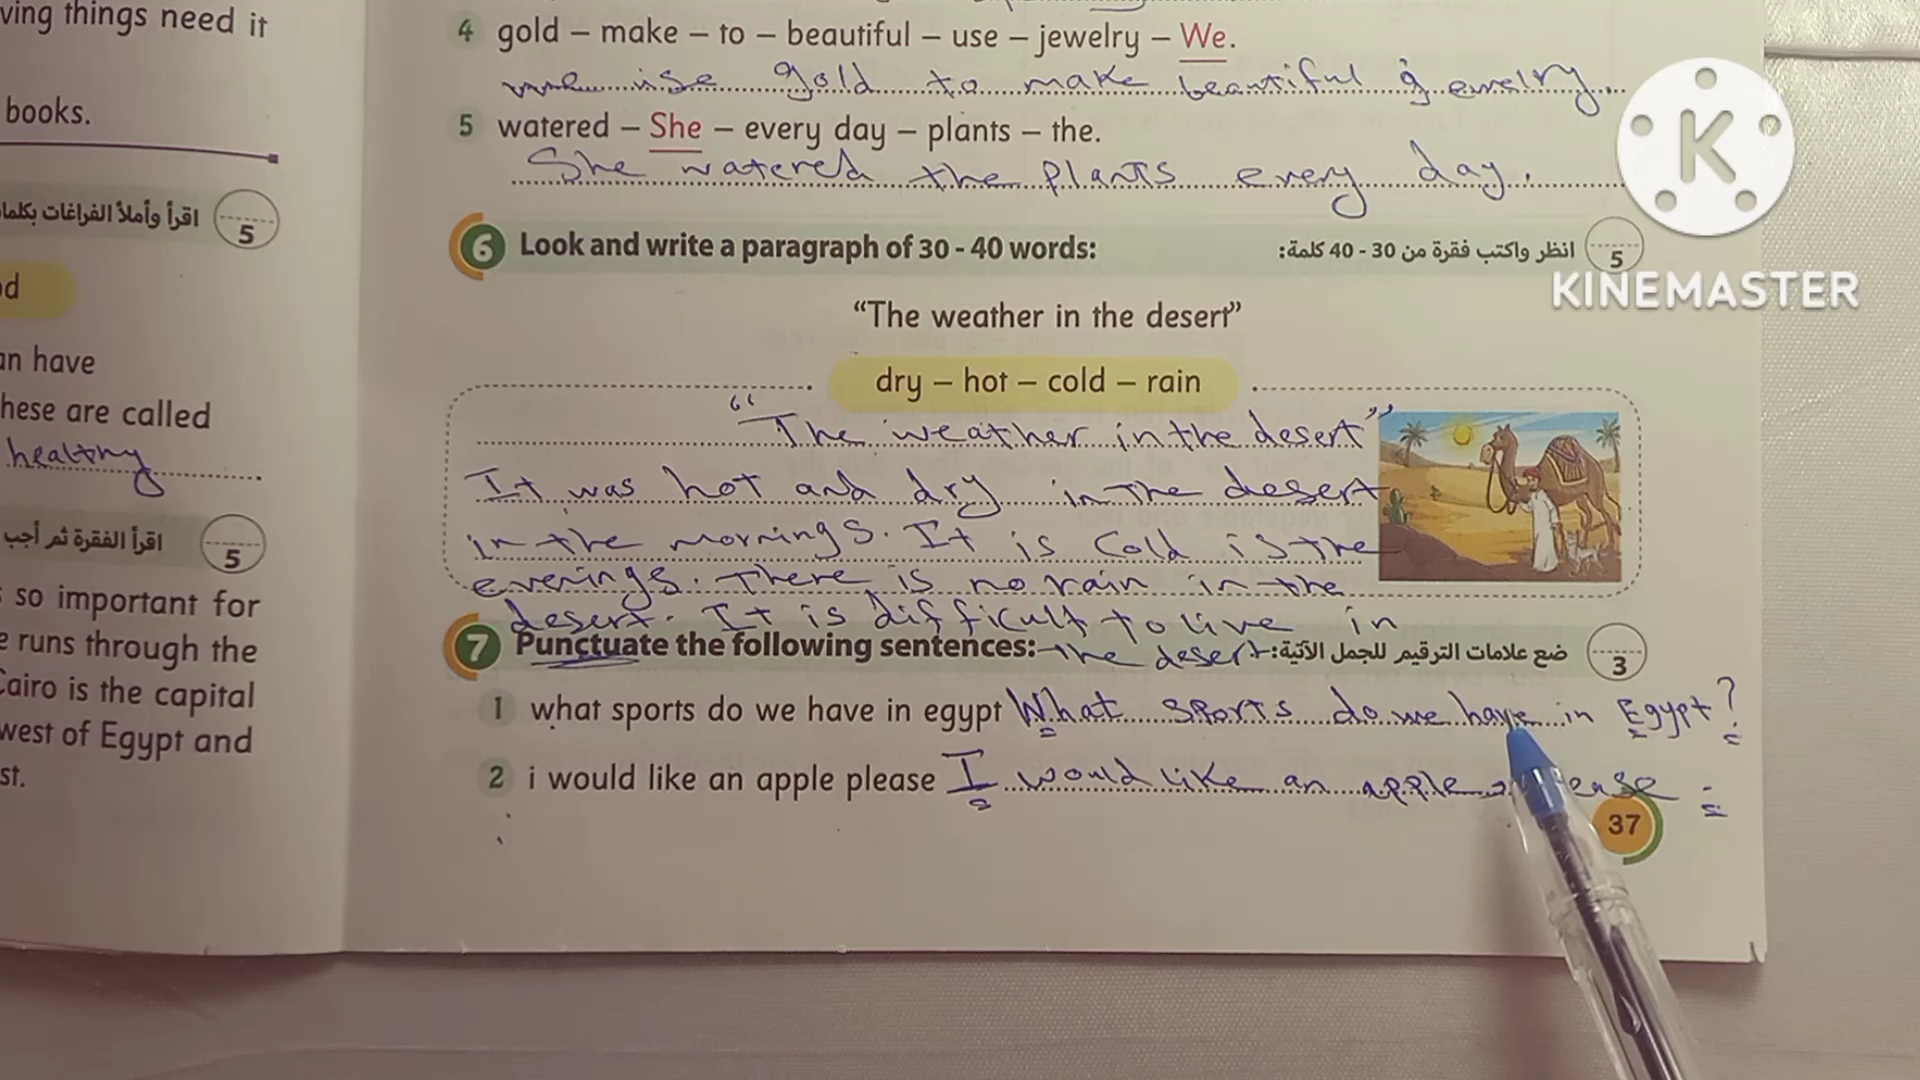 ving things need it
books.
5 اقرأ وأملأ الفراغات بكلما
d
an have
hese are called
healthy
5 اقرأ الفقرة ثم أجب
so important for
e runs through the
Cairo is the capital
west of Egypt and
st.
4 gold – make – to – beautiful – use – jewelry – We.
we use gold to make beautiful jewelry.
5 watered – She – every day – plants – the.
She watered the plants every day.
6 Look and write a paragraph of 30 - 40 words: انظر واكتب فقرة من 30 - 40 كلمة: 5
"The weather in the desert"
dry – hot – cold – rain
"The weather in the desert"
It was hot and dry in the desert
in the mornings. It is cold is the
evenings. There is no rain in the
desert. It is difficult to live in
the desert.
7 Punctuate the following sentences: ضع علامات الترقيم للجمل الآتية: 3
1 what sports do we have in egypt What sports do we have in Egypt?
2 i would like an apple please I would like an apple
37
K
KINEMASTER